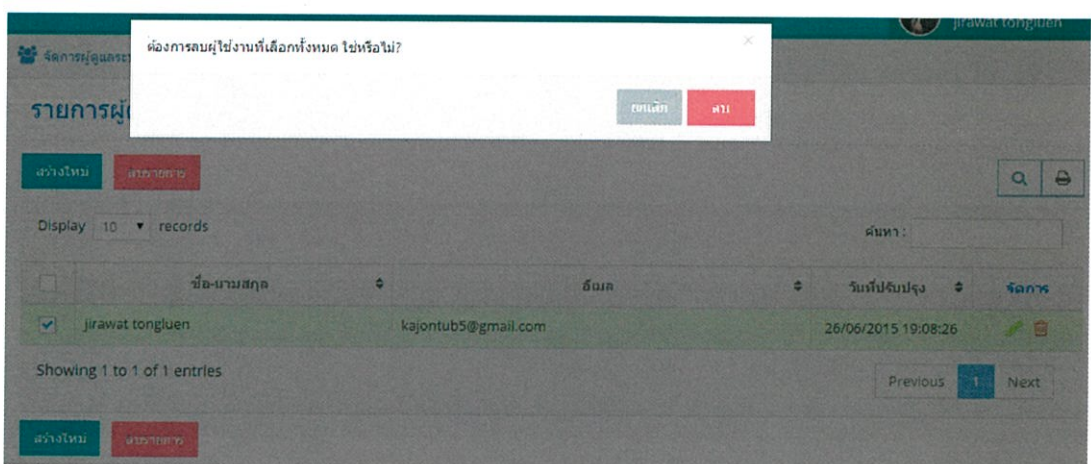 jirawat tongluen
ต้องการลบผู้ใช้งานที่เลือกทั้งหมด ใช่หรือไม่?
×
จัดการผู้ดูแลระ
รายการผู้
ยกเลิก ลบ
สร้างใหม่ ลบรายการ
Display 10 records
ค้นหา :
ชื่อ-นามสกุล อีเมล วันที่ปรับปรุง จัดการ
jirawat tongluen kajontub5@gmail.com 26/06/2015 19:08:26
Showing 1 to 1 of 1 entries
Previous 1 Next
สร้างใหม่ ลบรายการ